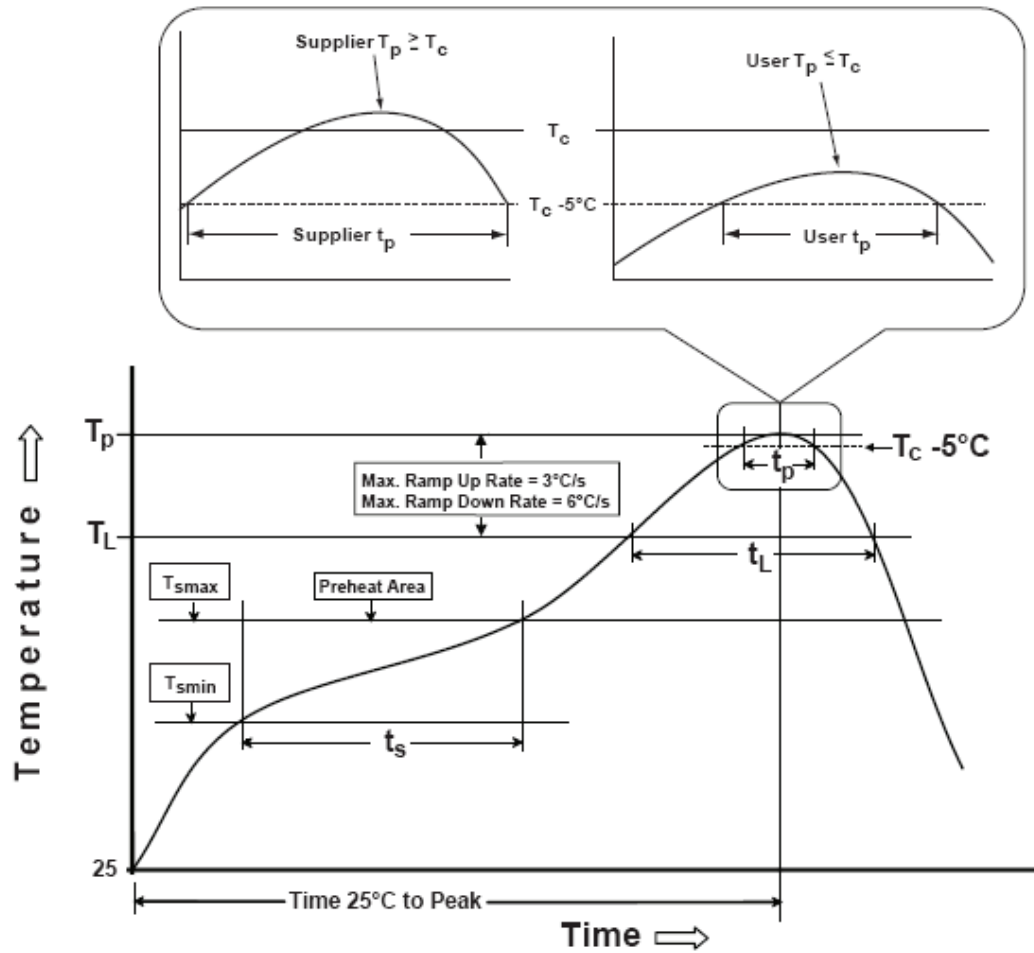 Supplier Tp ≥ Tc
User Tp ≤ Tc
Tc
Tc -5°C
Supplier tp
User tp
Tp
Tc -5°C
tp
Max. Ramp Up Rate = 3°C/s
Max. Ramp Down Rate = 6°C/s
TL
tL
Tsmax
Preheat Area
Tsmin
ts
Temperature
25
Time 25°C to Peak
Time